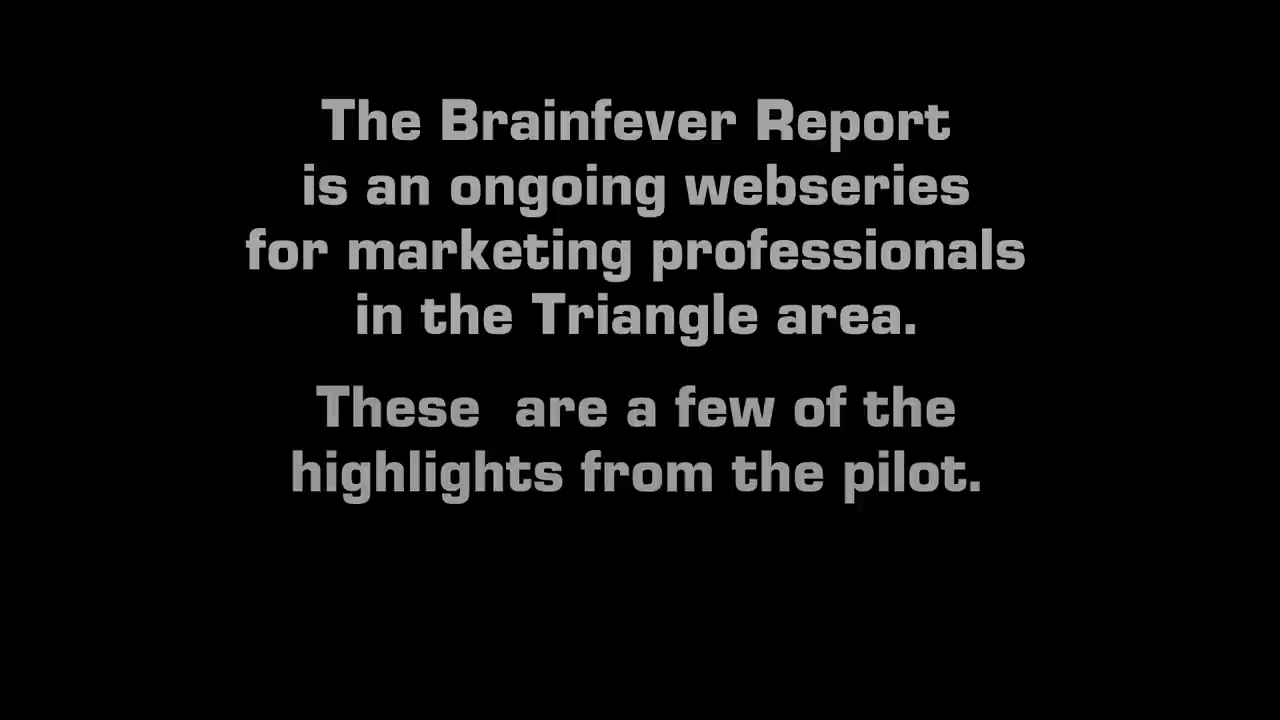 The Brainfever Report
is an ongoing webseries
for marketing professionals
in the Triangle area.
These  are a few of the
highlights from the pilot.